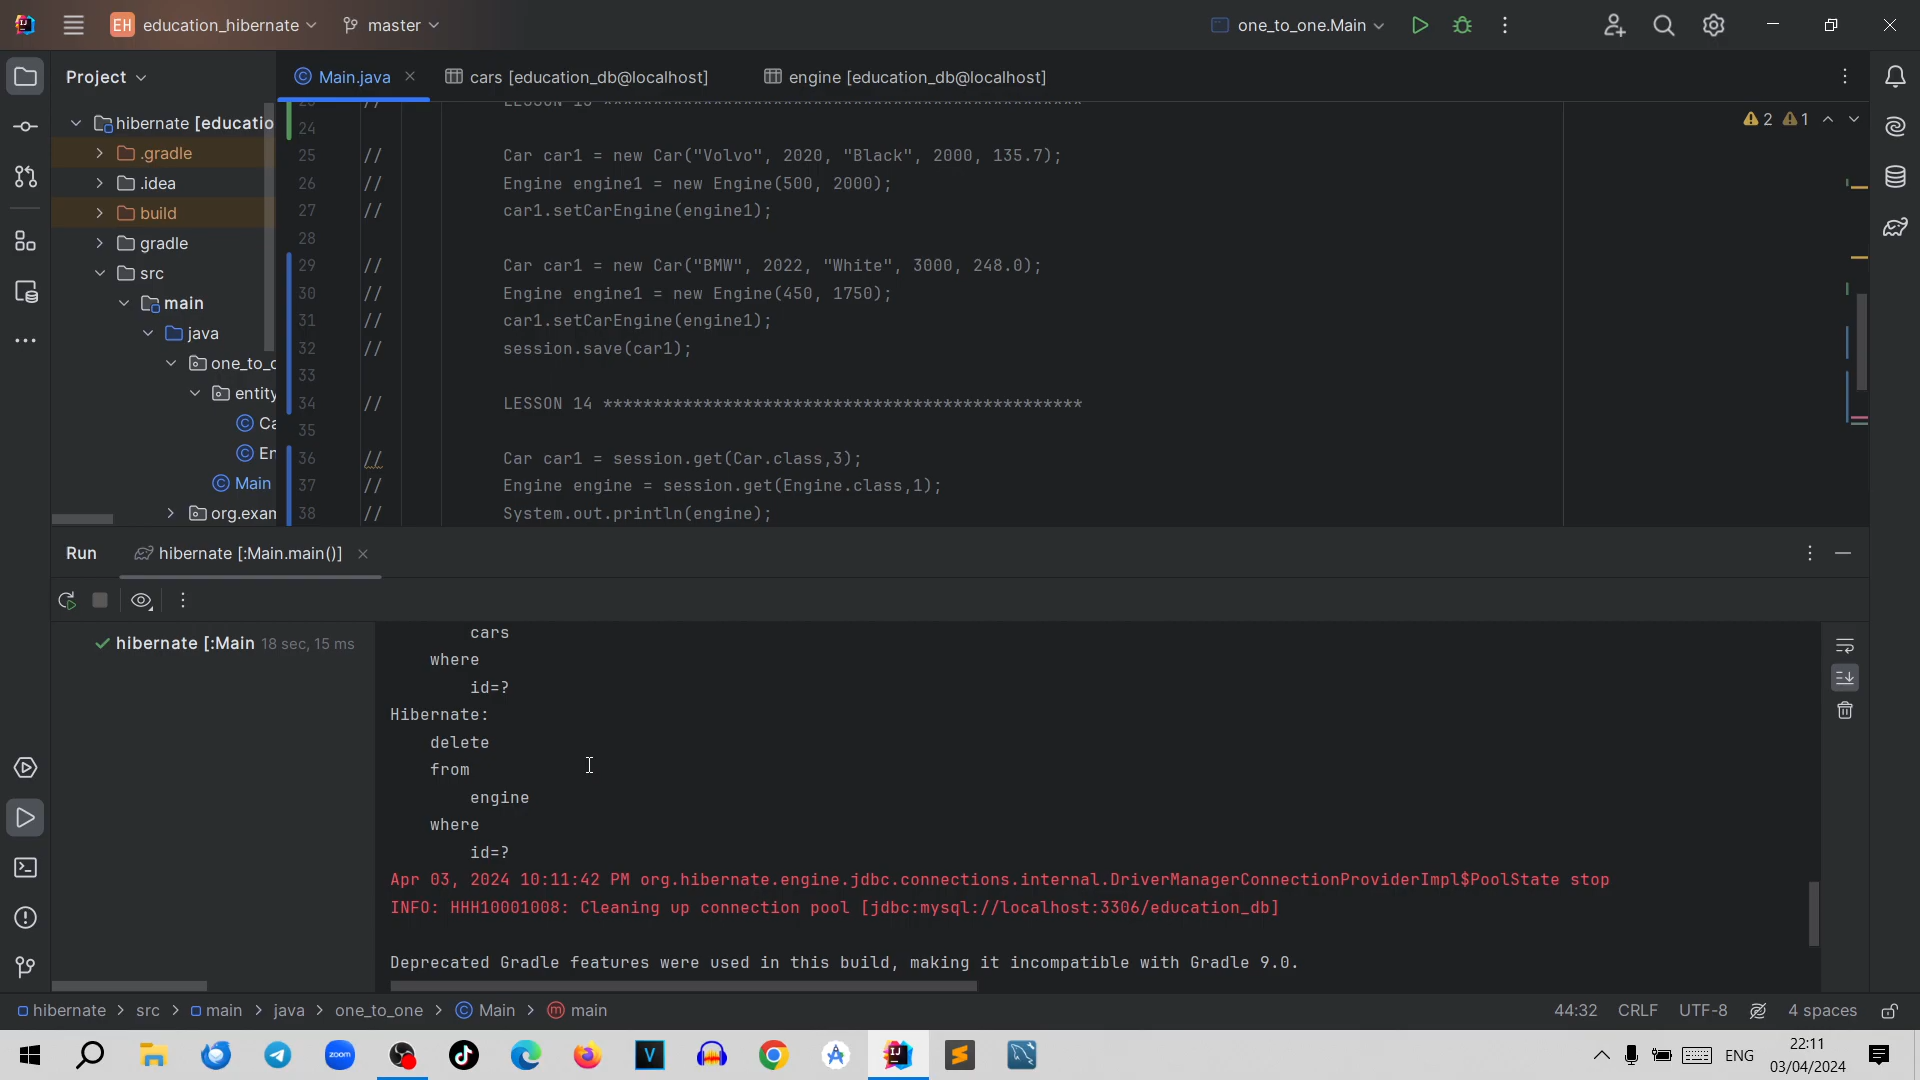 EH education_hibernate
master
one_to_one.Main
Project
Main.java
cars [education_db@localhost]
engine [education_db@localhost]
2
1
hibernate [educatio
.gradle
.idea
build
gradle
src
main
java
one_to_o
entity
Ca
En
Main
org.exam
23 // LESSON 13 ************************************************
24
25 // Car car1 = new Car("Volvo", 2020, "Black", 2000, 135.7);
26 // Engine engine1 = new Engine(500, 2000);
27 // car1.setCarEngine(engine1);
28
29 // Car car1 = new Car("BMW", 2022, "White", 3000, 248.0);
30 // Engine engine1 = new Engine(450, 1750);
31 // car1.setCarEngine(engine1);
32 // session.save(car1);
33
34 // LESSON 14 ************************************************
35
36 // Car car1 = session.get(Car.class,3);
37 // Engine engine = session.get(Engine.class,1);
38 // System.out.println(engine);
Run
hibernate [:Main.main()]
hibernate [:Main 18 sec, 15 ms
cars
where
id=?
Hibernate:
delete
from
engine
where
id=?
Apr 03, 2024 10:11:42 PM org.hibernate.engine.jdbc.connections.internal.DriverManagerConnectionProviderImpl$PoolState stop
INFO: HHH10001008: Cleaning up connection pool [jdbc:mysql://localhost:3306/education_db]
Deprecated Gradle features were used in this build, making it incompatible with Gradle 9.0.
hibernate > src > main > java > one_to_one > Main > main
44:32 CRLF UTF-8 4 spaces
zoom
V
IJ
ENG
22:11
03/04/2024